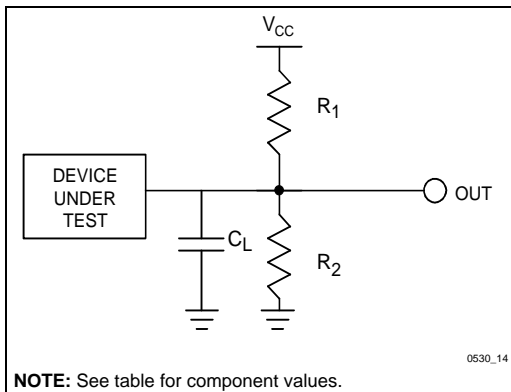 VCC
R1
DEVICE
UNDER
TEST
OUT
CL
R2
0530_14
NOTE: See table for component values.